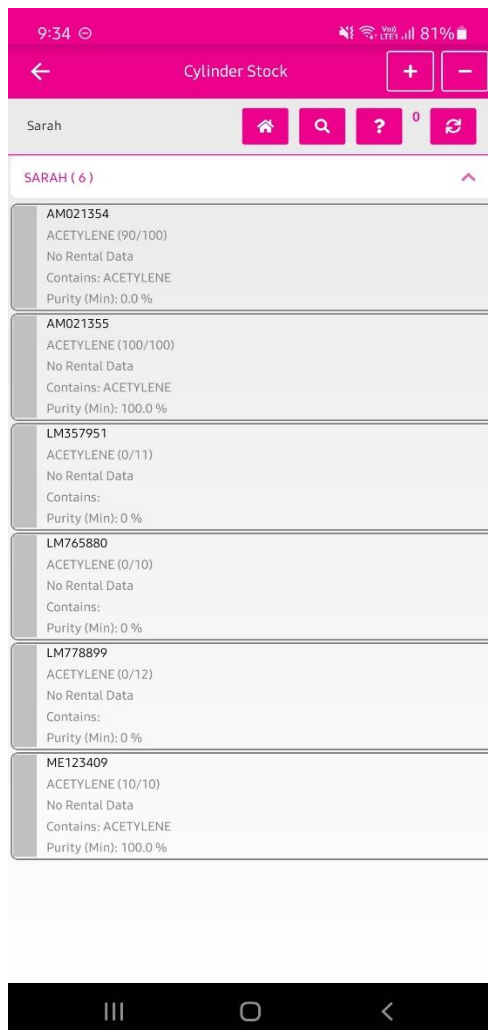 9:34
Vo)) LTE1 81%
Cylinder Stock
+ −
Sarah
? 0
SARAH ( 6 )
AM021354
ACETYLENE (90/100)
No Rental Data
Contains: ACETYLENE
Purity (Min): 0.0 %
AM021355
ACETYLENE (100/100)
No Rental Data
Contains: ACETYLENE
Purity (Min): 100.0 %
LM357951
ACETYLENE (0/11)
No Rental Data
Contains:
Purity (Min): 0 %
LM765880
ACETYLENE (0/10)
No Rental Data
Contains:
Purity (Min): 0 %
LM778899
ACETYLENE (0/12)
No Rental Data
Contains:
Purity (Min): 0 %
ME123409
ACETYLENE (10/10)
No Rental Data
Contains: ACETYLENE
Purity (Min): 100.0 %